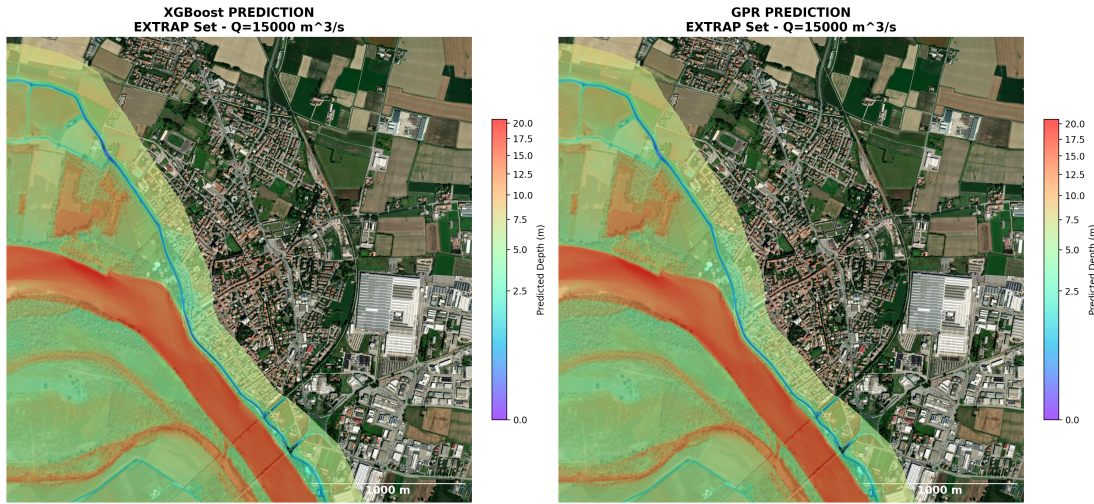 XGBoost PREDICTION
EXTRAP Set - Q=15000 m^3/s
20.0
17.5
15.0
12.5
10.0
7.5
5.0
2.5
0.0
Predicted Depth (m)
1000 m
GPR PREDICTION
EXTRAP Set - Q=15000 m^3/s
20.0
17.5
15.0
12.5
10.0
7.5
5.0
2.5
0.0
Predicted Depth (m)
1000 m